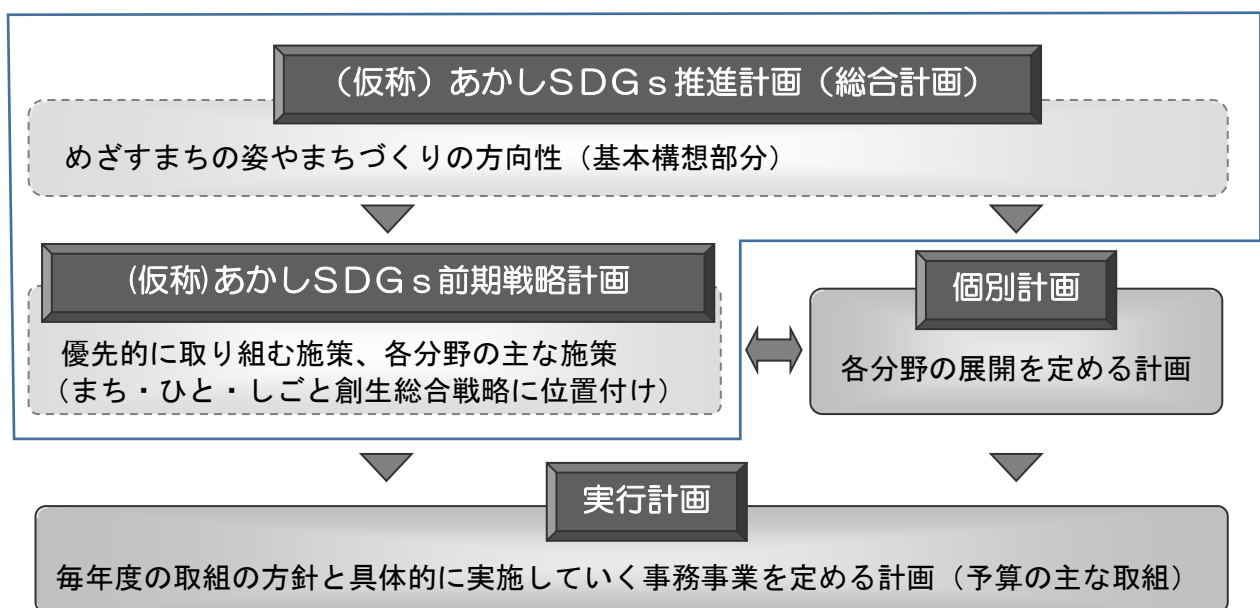 （仮称）あかしＳＤＧｓ推進計画（総合計画）
めざすまちの姿やまちづくりの方向性（基本構想部分）
(仮称)あかしＳＤＧｓ前期戦略計画
優先的に取り組む施策、各分野の主な施策
（まち・ひと・しごと創生総合戦略に位置付け）
個別計画
各分野の展開を定める計画
実行計画
毎年度の取組の方針と具体的に実施していく事務事業を定める計画（予算の主な取組）